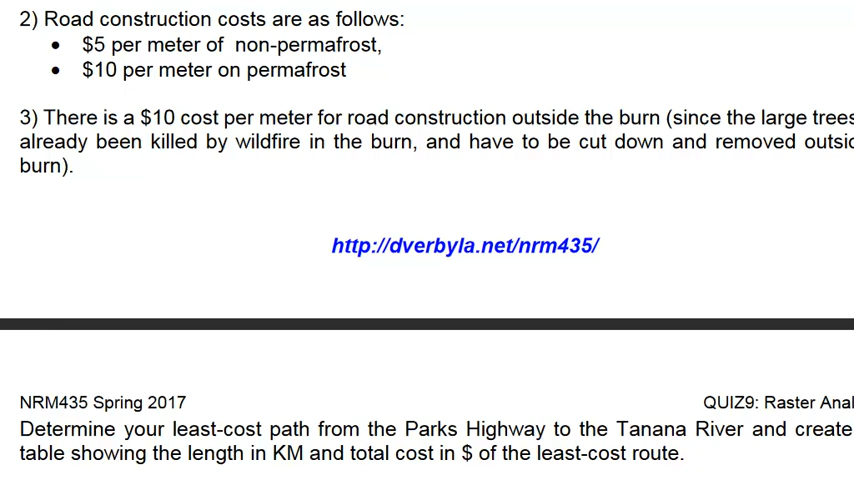 2) Road construction costs are as follows:
• $5 per meter of non-permafrost,
• $10 per meter on permafrost
3) There is a $10 cost per meter for road construction outside the burn (since the large trees
already been killed by wildfire in the burn, and have to be cut down and removed outsi
burn).
http://dverbyla.net/nrm435/
NRM435 Spring 2017 QUIZ9: Raster Anal
Determine your least-cost path from the Parks Highway to the Tanana River and create
table showing the length in KM and total cost in $ of the least-cost route.